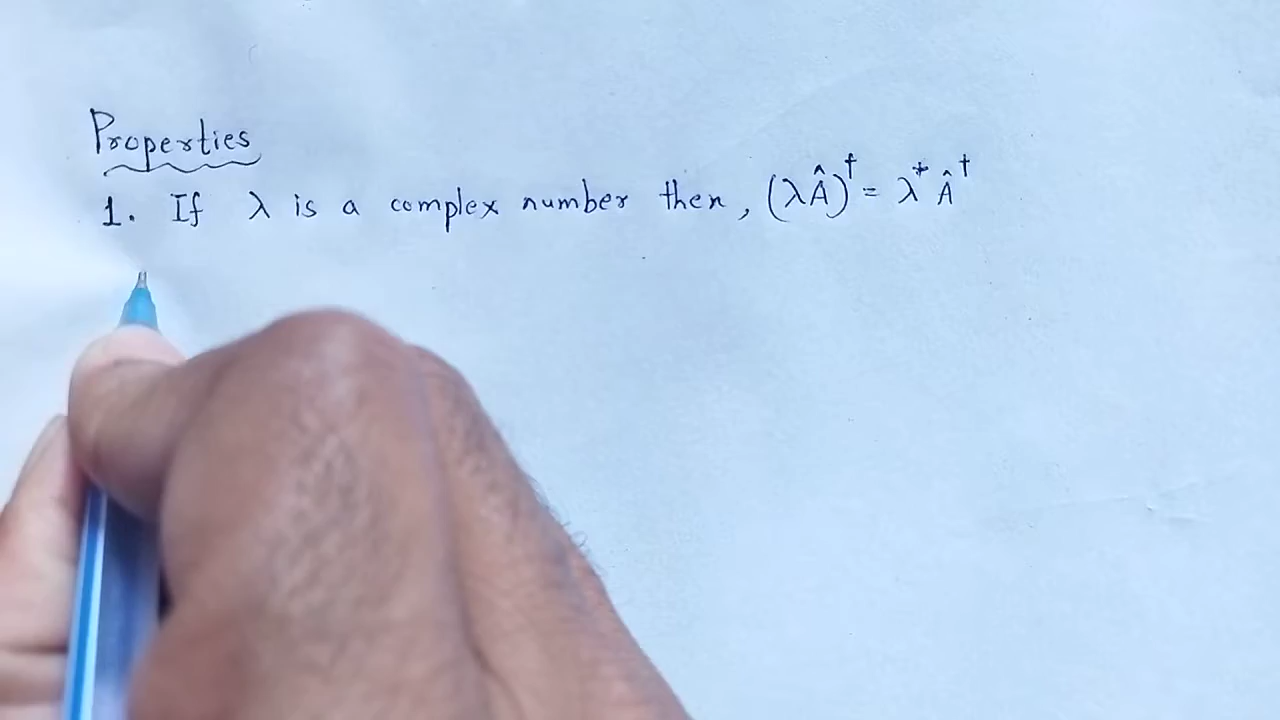 Properties
1. If λ is a complex number then, (λÂ)† = λ* Â†